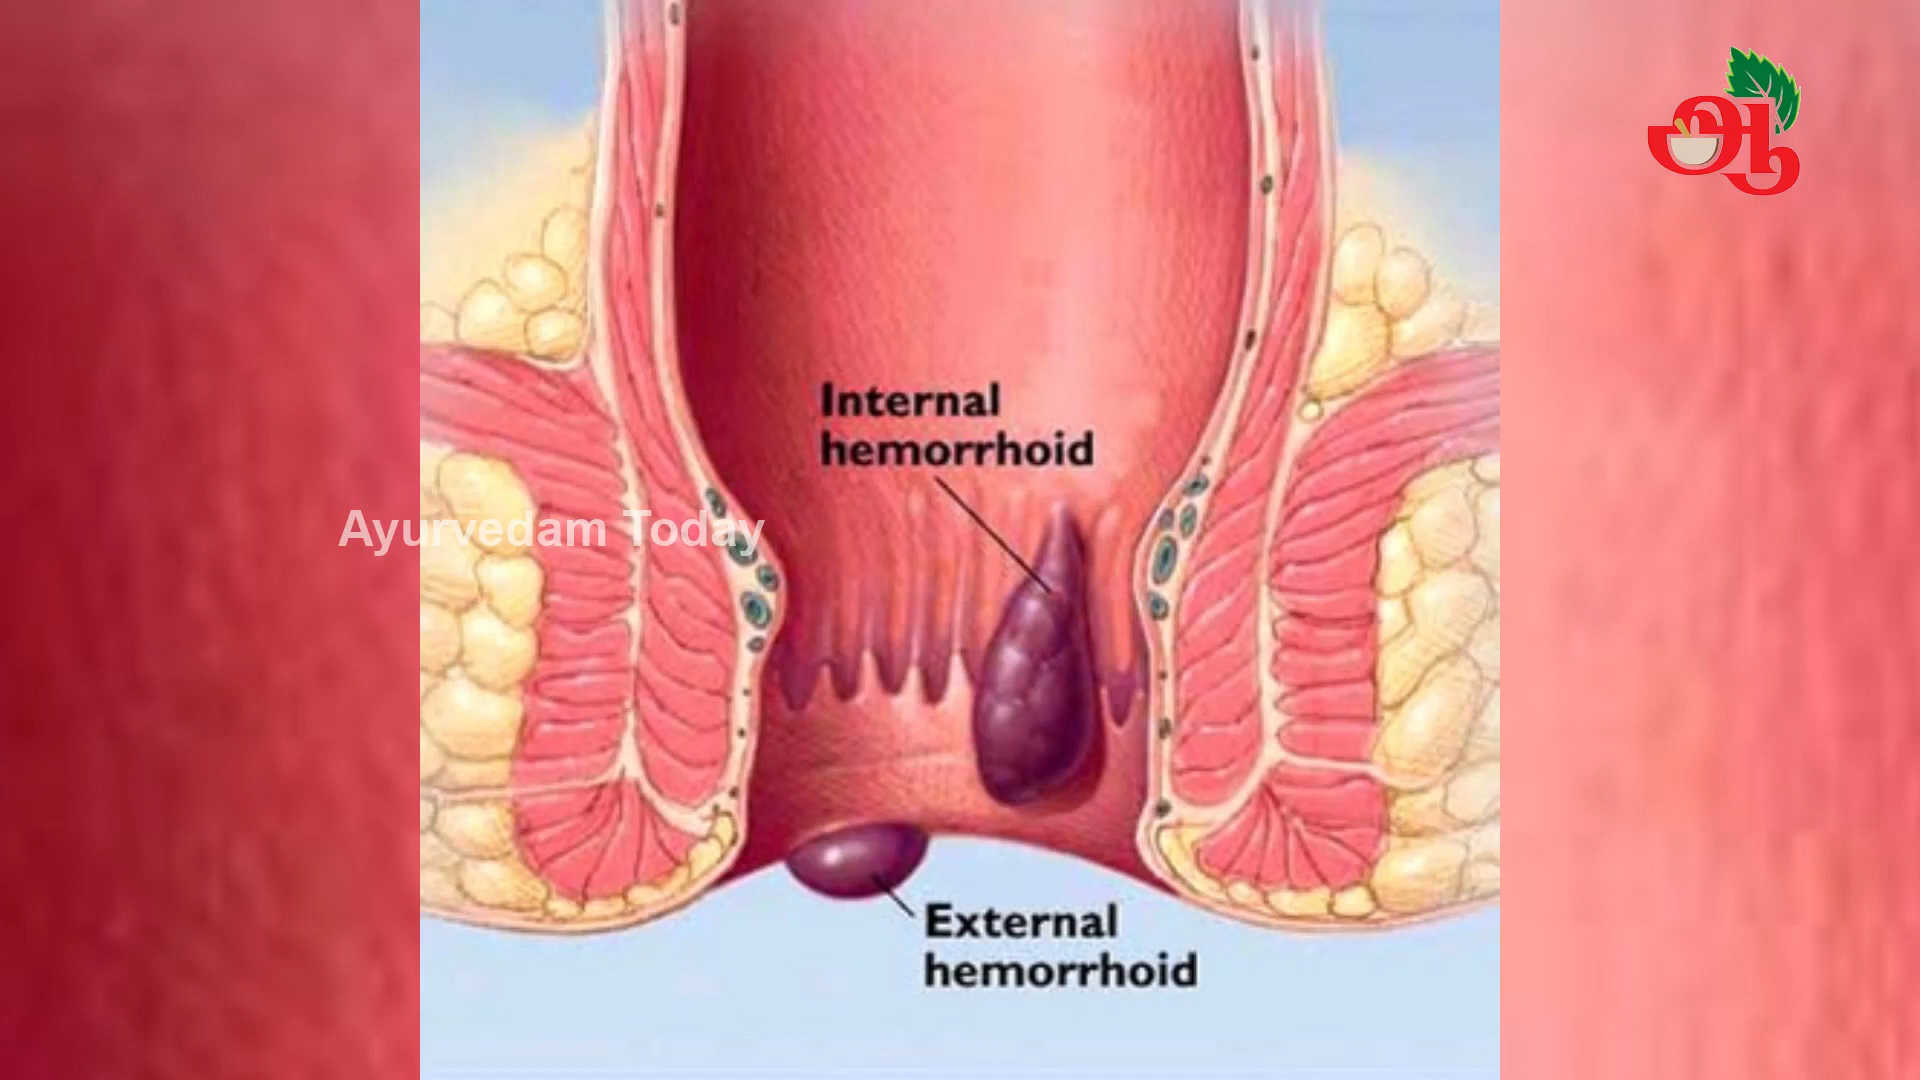 ஆ
Internal
hemorrhoid
Ayurvedam Today
External
hemorrhoid